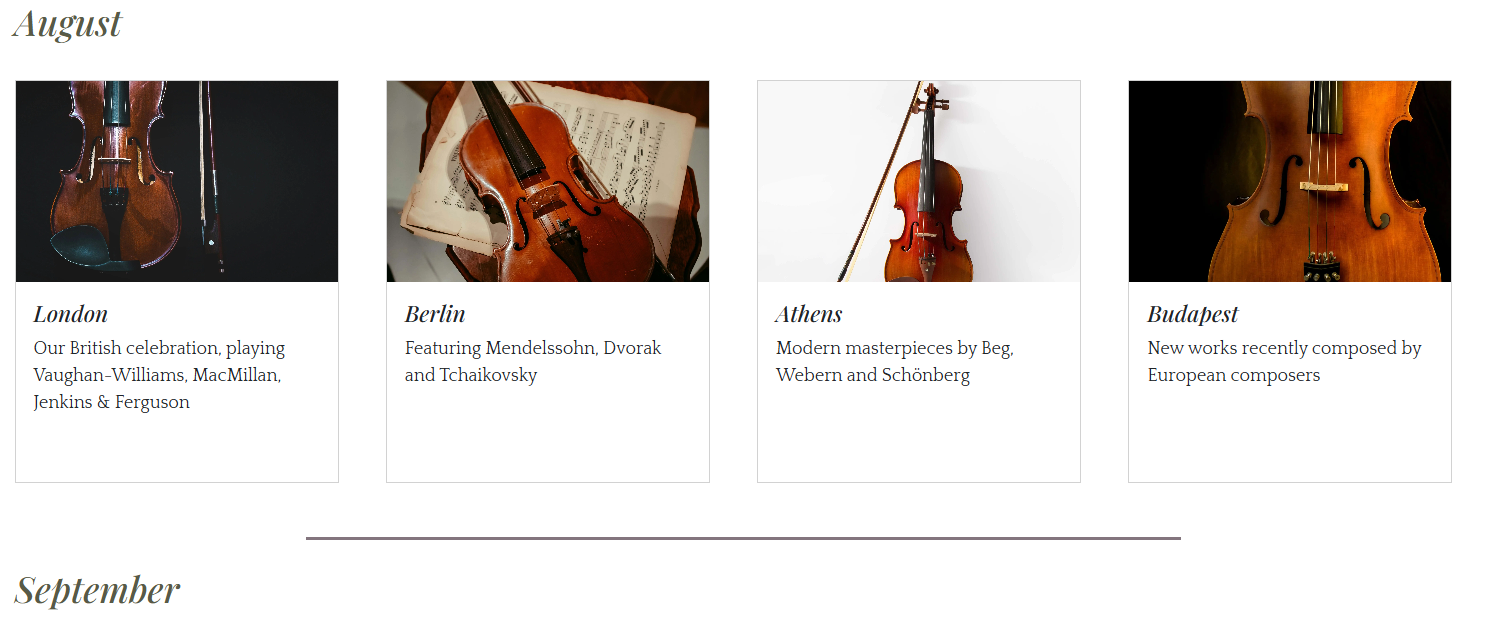 August
London
Our British celebration, playing
Vaughan-Williams, MacMillan,
Jenkins & Ferguson
Berlin
Featuring Mendelssohn, Dvorak
and Tchaikovsky
Athens
Modern masterpieces by Beg,
Webern and Schönberg
Budapest
New works recently composed by
European composers
September